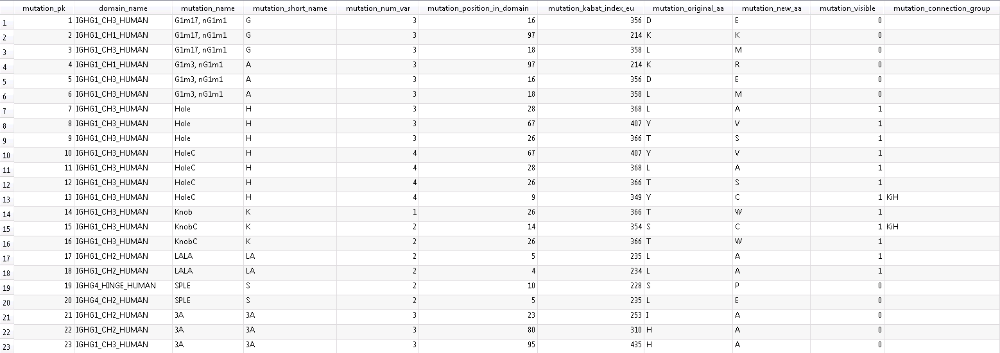 mutation_pk domain_name mutation_name mutation_short_name mutation_num_var mutation_position_in_domain mutation_kabat_index_eu mutation_original_aa mutation_new_aa mutation_visible mutation_connection_group
1 1 IGHG1_CH3_HUMAN G1m17, nG1m1 G 3 16 356 D E 0
2 2 IGHG1_CH1_HUMAN G1m17, nG1m1 G 3 97 214 K K 0
3 3 IGHG1_CH3_HUMAN G1m17, nG1m1 G 3 18 358 L M 0
4 4 IGHG1_CH1_HUMAN G1m3, nG1m1 A 3 97 214 K R 0
5 5 IGHG1_CH3_HUMAN G1m3, nG1m1 A 3 16 356 D E 0
6 6 IGHG1_CH3_HUMAN G1m3, nG1m1 A 3 18 358 L M 0
7 7 IGHG1_CH3_HUMAN Hole H 3 28 368 L A 1
8 8 IGHG1_CH3_HUMAN Hole H 3 67 407 Y V 1
9 9 IGHG1_CH3_HUMAN Hole H 3 26 366 T S 1
10 10 IGHG1_CH3_HUMAN HoleC H 4 67 407 Y V 1
11 11 IGHG1_CH3_HUMAN HoleC H 4 28 368 L A 1
12 12 IGHG1_CH3_HUMAN HoleC H 4 26 366 T S 1
13 13 IGHG1_CH3_HUMAN HoleC H 4 9 349 Y C 1 KiH
14 14 IGHG1_CH3_HUMAN Knob K 1 26 366 T W 1
15 15 IGHG1_CH3_HUMAN KnobC K 2 14 354 S C 1 KiH
16 16 IGHG1_CH3_HUMAN KnobC K 2 26 366 T W 1
17 17 IGHG1_CH2_HUMAN LALA LA 2 5 235 L A 1
18 18 IGHG1_CH2_HUMAN LALA LA 2 4 234 L A 1
19 19 IGHG4_HINGE_HUMAN SPLE S 2 10 228 S P 0
20 20 IGHG4_CH2_HUMAN SPLE S 2 5 235 L E 0
21 21 IGHG1_CH2_HUMAN 3A 3A 3 23 253 I A 0
22 22 IGHG1_CH2_HUMAN 3A 3A 3 80 310 H A 0
23 23 IGHG1_CH3_HUMAN 3A 3A 3 95 435 H A 0